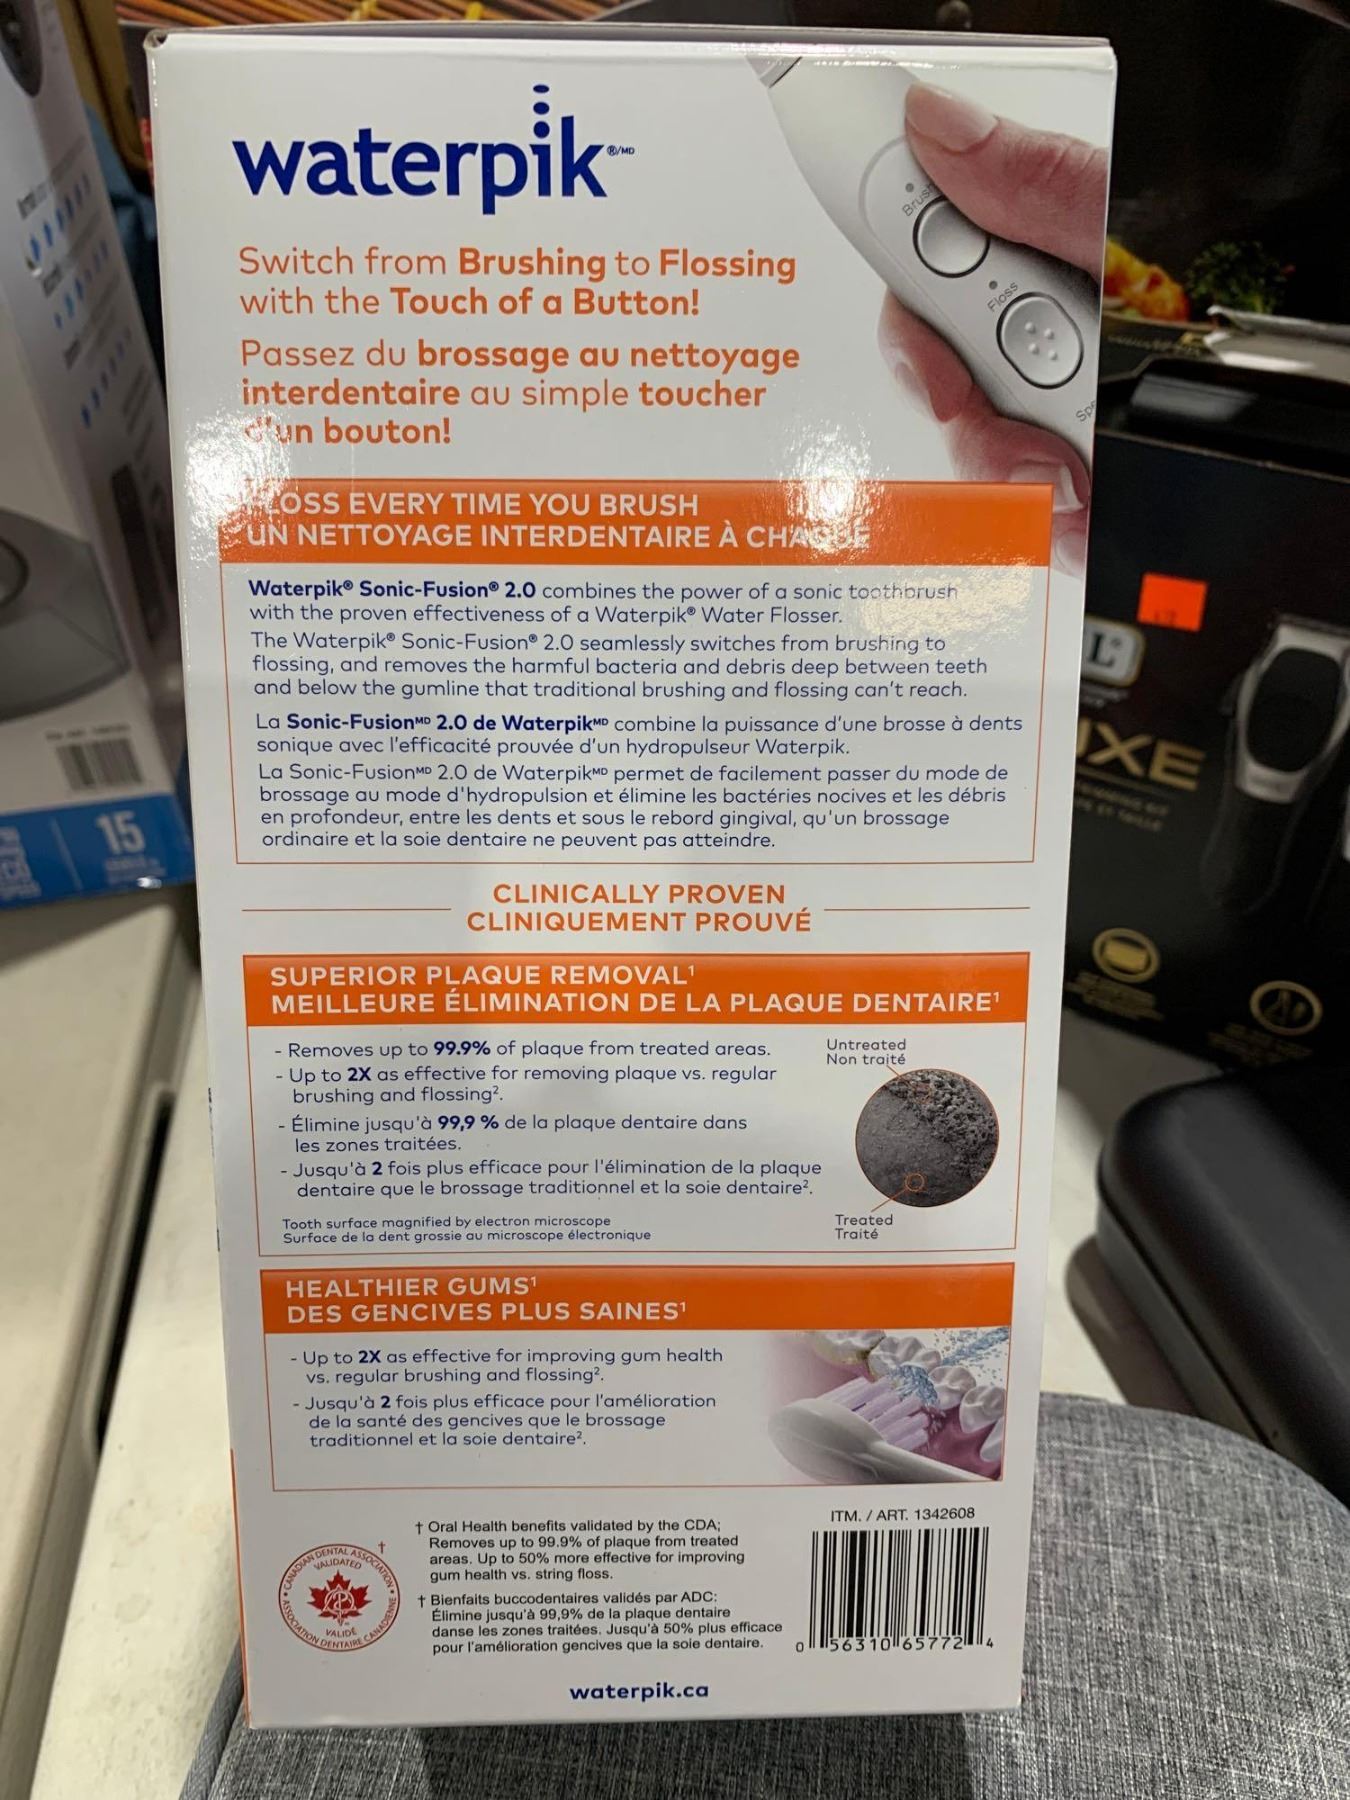 waterpik®/MD
Brush
Floss
Switch from Brushing to Flossing
with the Touch of a Button!
Passez du brossage au nettoyage
interdentaire au simple toucher
d'un bouton!
FLOSS EVERY TIME YOU BRUSH
UN NETTOYAGE INTERDENTAIRE À CHAQUE
Waterpik® Sonic-Fusion® 2.0 combines the power of a sonic toothbrush
with the proven effectiveness of a Waterpik® Water Flosser.
The Waterpik® Sonic-Fusion® 2.0 seamlessly switches from brushing to
flossing, and removes the harmful bacteria and debris deep between teeth
and below the gumline that traditional brushing and flossing can't reach.
La Sonic-Fusionᴹᴰ 2.0 de Waterpikᴹᴰ combine la puissance d'une brosse à dents
sonique avec l'efficacité prouvée d'un hydropulseur Waterpik.
La Sonic-Fusionᴹᴰ 2.0 de Waterpikᴹᴰ permet de facilement passer du mode de
brossage au mode d'hydropulsion et élimine les bactéries nocives et les débris
en profondeur, entre les dents et sous le rebord gingival, qu'un brossage
ordinaire et la soie dentaire ne peuvent pas atteindre.
CLINICALLY PROVEN
CLINIQUEMENT PROUVÉ
SUPERIOR PLAQUE REMOVAL¹
MEILLEURE ÉLIMINATION DE LA PLAQUE DENTAIRE¹
- Removes up to 99.9% of plaque from treated areas.
- Up to 2X as effective for removing plaque vs. regular
brushing and flossing².
- Élimine jusqu'à 99,9 % de la plaque dentaire dans
les zones traitées.
- Jusqu'à 2 fois plus efficace pour l'élimination de la plaque
dentaire que le brossage traditionnel et la soie dentaire².
Tooth surface magnified by electron microscope
Surface de la dent grossie au microscope électronique
Untreated
Non traité
Treated
Traité
HEALTHIER GUMS¹
DES GENCIVES PLUS SAINES¹
- Up to 2X as effective for improving gum health
vs. regular brushing and flossing².
- Jusqu'à 2 fois plus efficace pour l'amélioration
de la santé des gencives que le brossage
traditionnel et la soie dentaire².
CANADIAN DENTAL ASSOCIATION
VALIDATED
VALIDÉ
ASSOCIATION DENTAIRE CANADIENNE
†
† Oral Health benefits validated by the CDA;
Removes up to 99.9% of plaque from treated
areas. Up to 50% more effective for improving
gum health vs. string floss.
† Bienfaits buccodentaires validés par ADC:
Élimine jusqu'à 99,9% de la plaque dentaire
danse les zones traitées. Jusqu'à 50% plus efficace
pour l'amélioration gencives que la soie dentaire.
ITM. / ART. 1342608
0 56310 65772 4
waterpik.ca
15
L®
XE